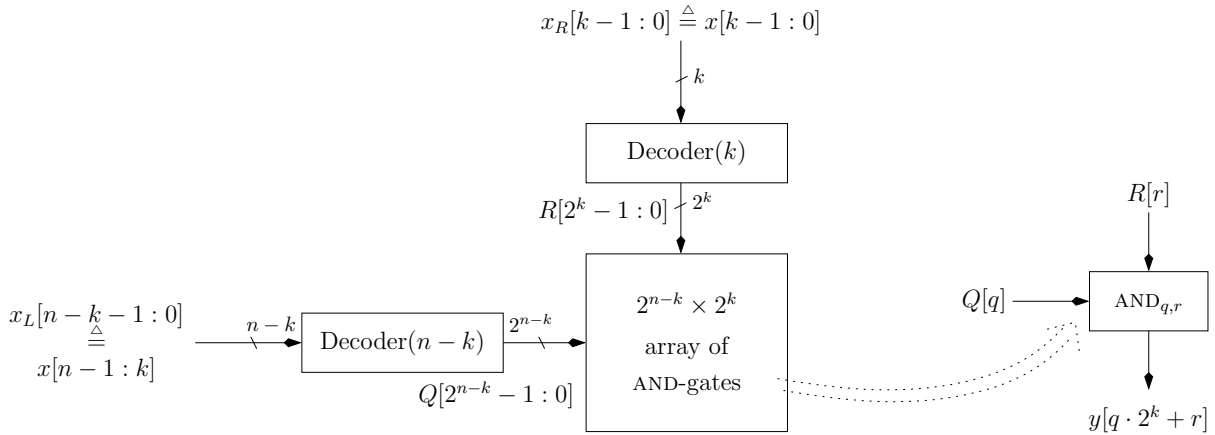 x_R[k − 1 : 0] ≜ x[k − 1 : 0]
k
Decoder(k)
R[2^k − 1 : 0]
2^k
R[r]
x_L[n − k − 1 : 0]
≜
x[n − 1 : k]
n − k
Decoder(n − k)
2^{n−k}
Q[2^{n−k} − 1 : 0]
2^{n−k} × 2^k
array of
AND-gates
Q[q]
AND_{q,r}
y[q · 2^k + r]